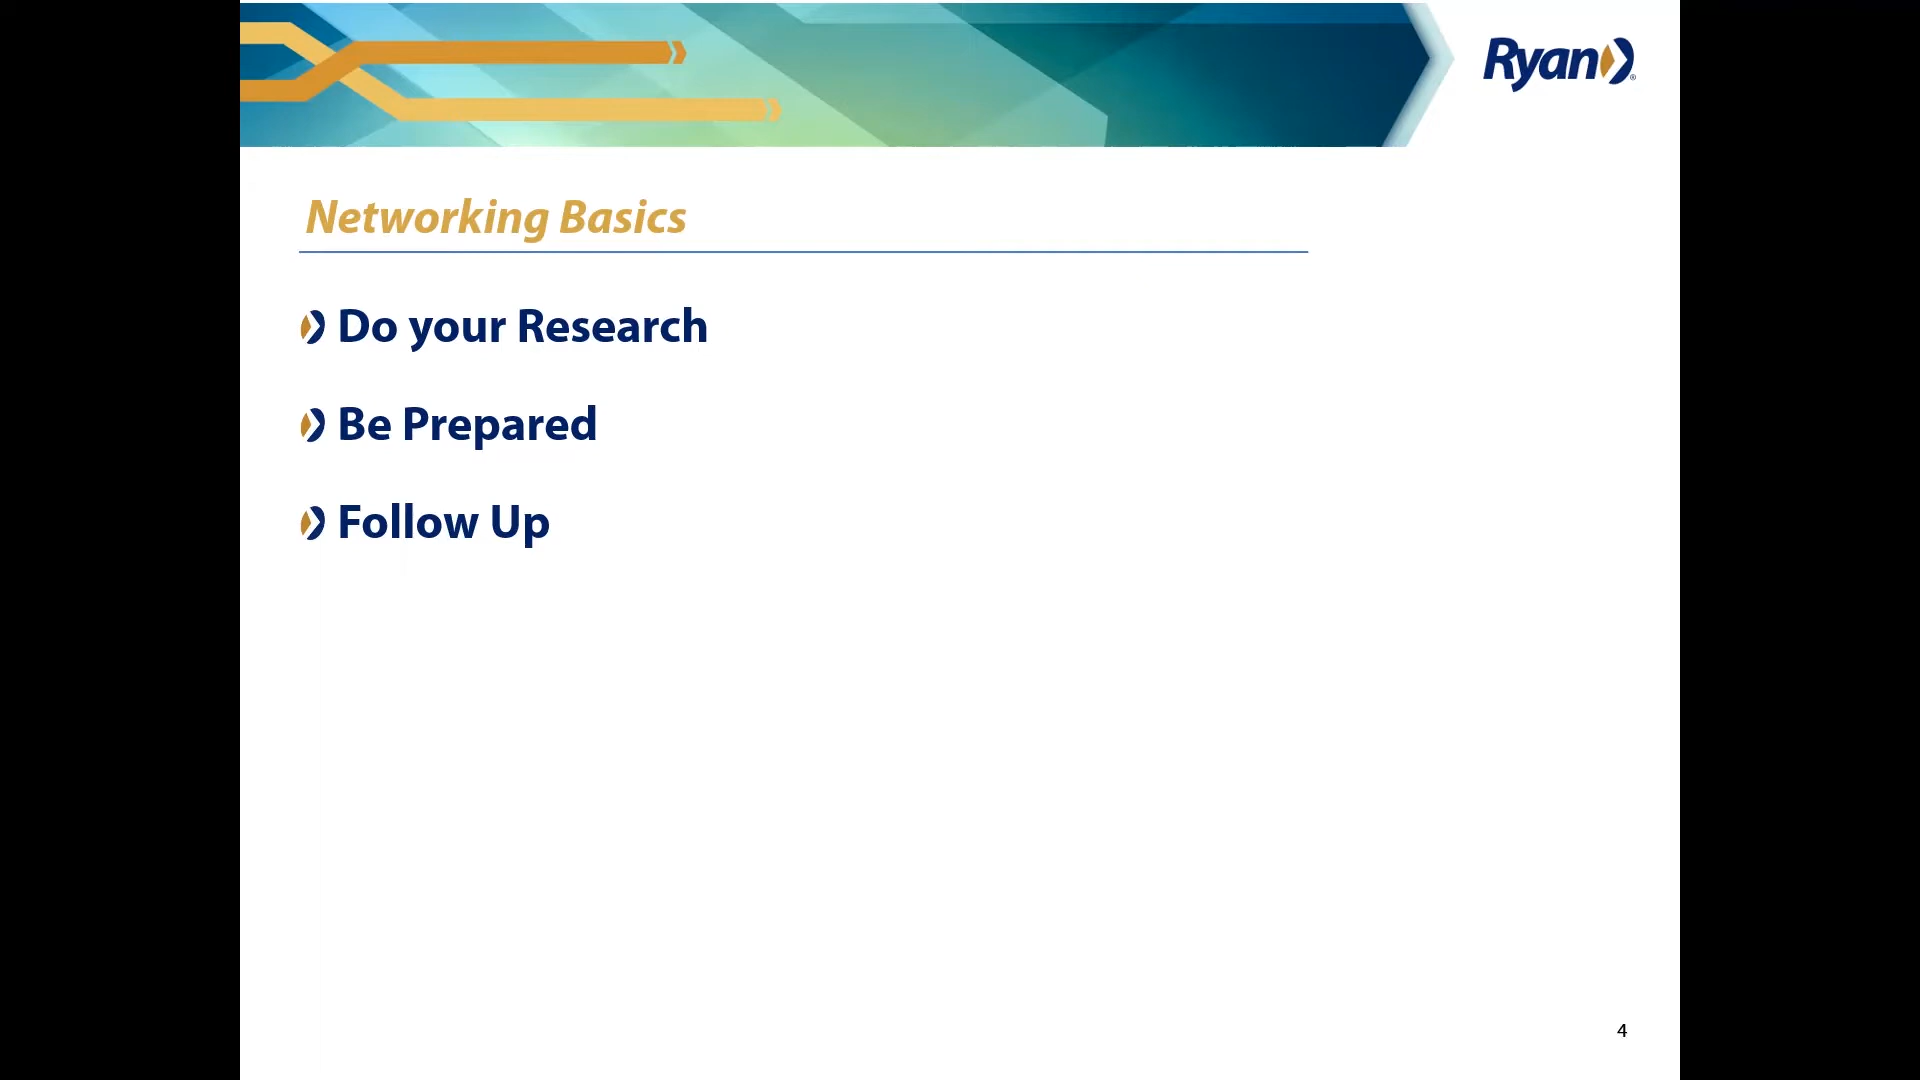 Ryan
Networking Basics
Do your Research
Be Prepared
Follow Up
4